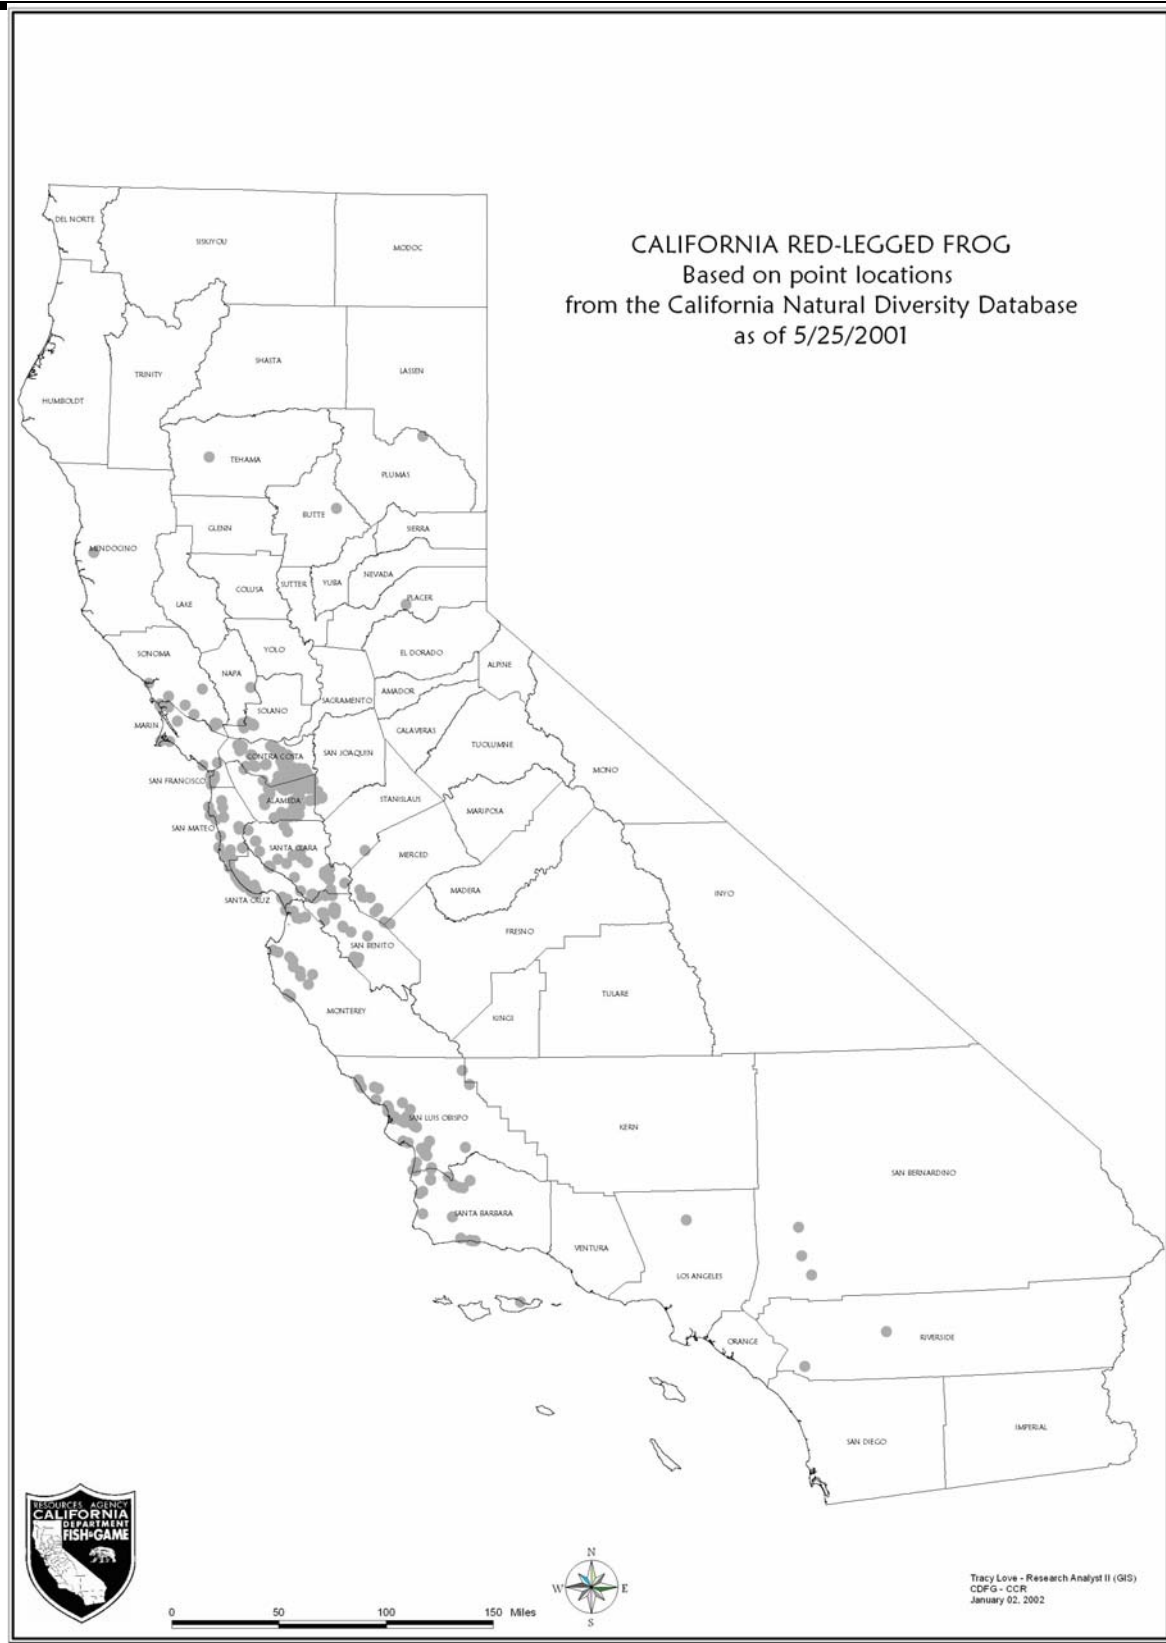 CALIFORNIA RED-LEGGED FROG
Based on point locations
from the California Natural Diversity Database
as of 5/25/2001
DEL NORTE
SISKIYOU
MODOC
SHASTA
LASSEN
TRINITY
HUMBOLDT
TEHAMA
PLUMAS
BUTTE
GLENN
SIERRA
MENDOCINO
NEVADA
YUBA
SUTTER
COLUSA
PLACER
LAKE
SONOMA
YOLO
EL DORADO
ALPINE
NAPA
AMADOR
SACRAMENTO
SOLANO
MARIN
CALAVERAS
TUOLUMNE
SAN JOAQUIN
CONTRA COSTA
MONO
SAN FRANCISCO
ALAMEDA
STANISLAUS
MARIPOSA
SAN MATEO
SANTA CLARA
MERCED
MADERA
INYO
SANTA CRUZ
FRESNO
SAN BENITO
TULARE
MONTEREY
KINGS
SAN LUIS OBISPO
KERN
SAN BERNARDINO
SANTA BARBARA
VENTURA
LOS ANGELES
RIVERSIDE
ORANGE
IMPERIAL
SAN DIEGO
RESOURCES AGENCY
CALIFORNIA
DEPARTMENT
FISH&GAME
N
W E
S
0 50 100 150 Miles
Tracy Love - Research Analyst II (GIS)
CDFG - CCR
January 02, 2002